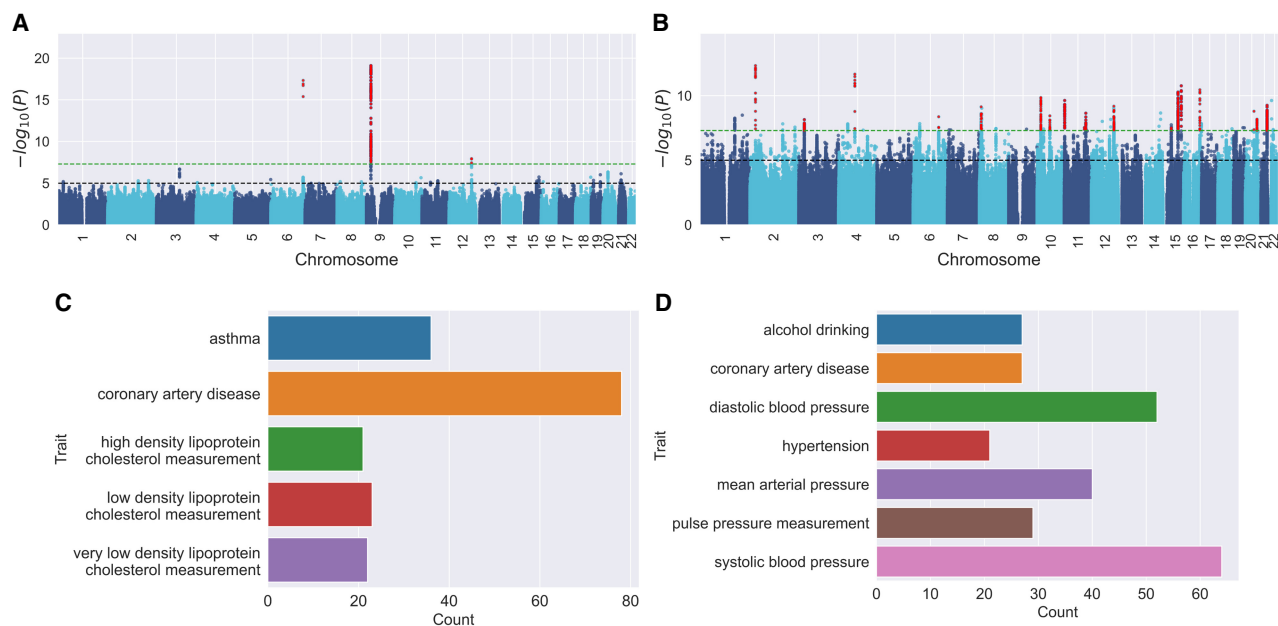 A
20
15
10
5
0
−log10(P)
1 2 3 4 5 6 7 8 9 10 11 12 13 14 15 16 17 18 19 20 21 22
Chromosome
B
10
5
0
−log10(P)
1 2 3 4 5 6 7 8 9 10 11 12 13 14 15 16 17 18 19 20 21 22
Chromosome
C
Trait
asthma
coronary artery disease
high density lipoprotein
cholesterol measurement
low density lipoprotein
cholesterol measurement
very low density lipoprotein
cholesterol measurement
0 20 40 60 80
Count
D
Trait
alcohol drinking
coronary artery disease
diastolic blood pressure
hypertension
mean arterial pressure
pulse pressure measurement
systolic blood pressure
0 10 20 30 40 50 60
Count